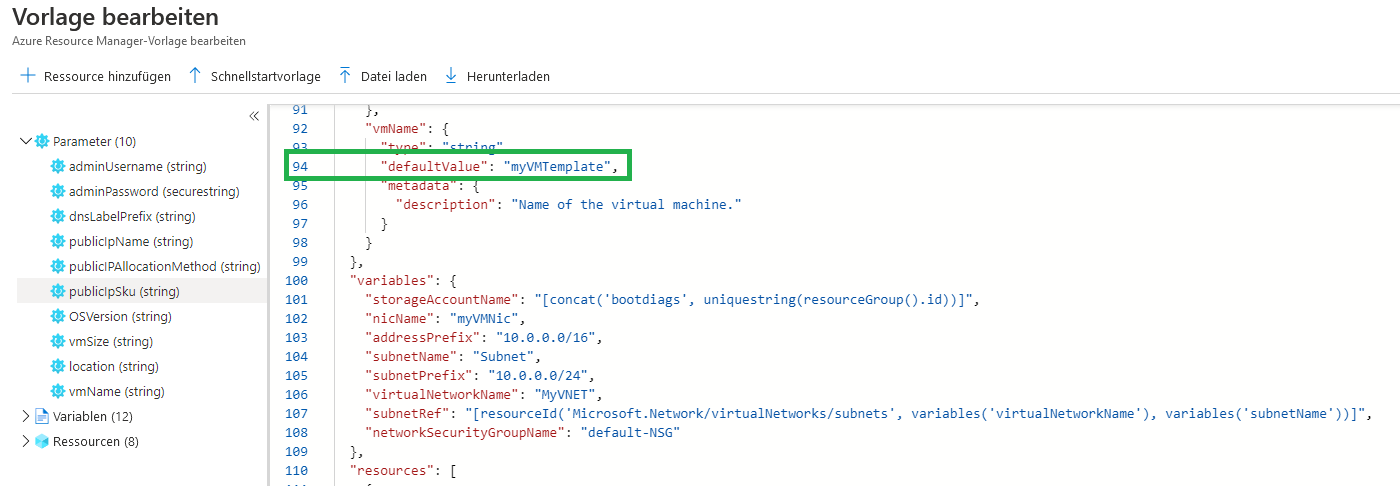 Vorlage bearbeiten
Azure Resource Manager-Vorlage bearbeiten
Ressource hinzufügen Schnellstartvorlage Datei laden Herunterladen
«
Parameter (10)
adminUsername (string)
adminPassword (securestring)
dnsLabelPrefix (string)
publicIpName (string)
publicIPAllocationMethod (string)
publicIpSku (string)
OSVersion (string)
vmSize (string)
location (string)
vmName (string)
Variablen (12)
Ressourcen (8)
91 },
92 "vmName": {
93 "type": "string"
94 "defaultValue": "myVMTemplate",
95 "metadata": {
96 "description": "Name of the virtual machine."
97 }
98 }
99 },
100 "variables": {
101 "storageAccountName": "[concat('bootdiags', uniquestring(resourceGroup().id))]",
102 "nicName": "myVMNic",
103 "addressPrefix": "10.0.0.0/16",
104 "subnetName": "Subnet",
105 "subnetPrefix": "10.0.0.0/24",
106 "virtualNetworkName": "MyVNET",
107 "subnetRef": "[resourceId('Microsoft.Network/virtualNetworks/subnets', variables('virtualNetworkName'), variables('subnetName'))]",
108 "networkSecurityGroupName": "default-NSG"
109 },
110 "resources": [